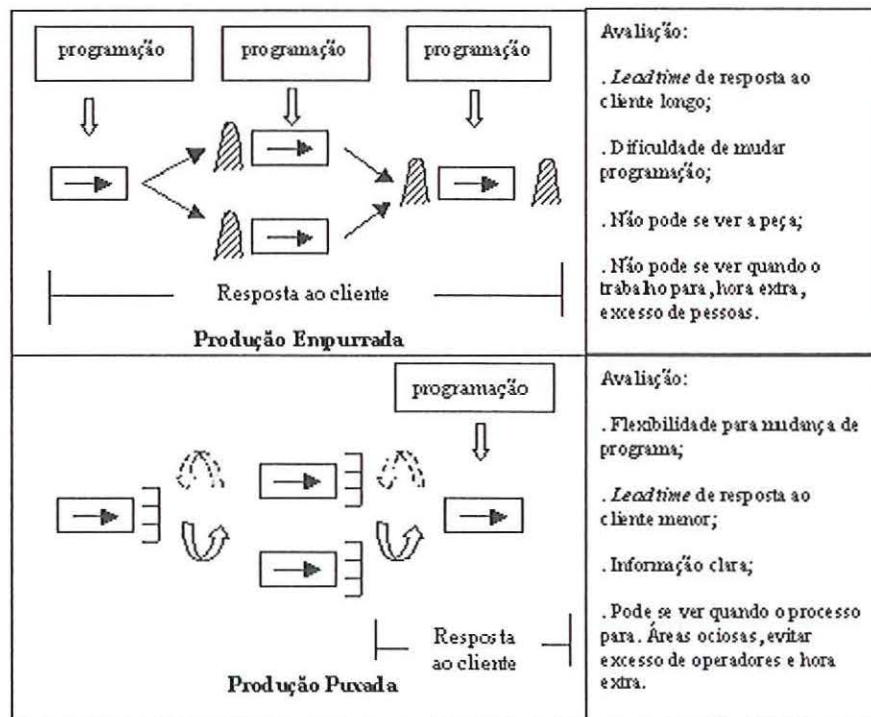 programação
programação
programação
Resposta ao cliente
Produção Empurrada
Avaliação:
. Leadtime de resposta ao
cliente longo;
. Dificuldade de mudar
programação;
. Não pode se ver a peça;
. Não pode se ver quando o
trabalho para, hora extra,
excesso de pessoas.
programação
Resposta
ao cliente
Produção Puxada
Avaliação:
. Flexibilidade para mudança de
programa;
. Leadtime de resposta ao
cliente menor;
. Informação clara;
. Pode se ver quando o processo
para. Áreas ociosas, evitar
excesso de operadores e hora
extra.